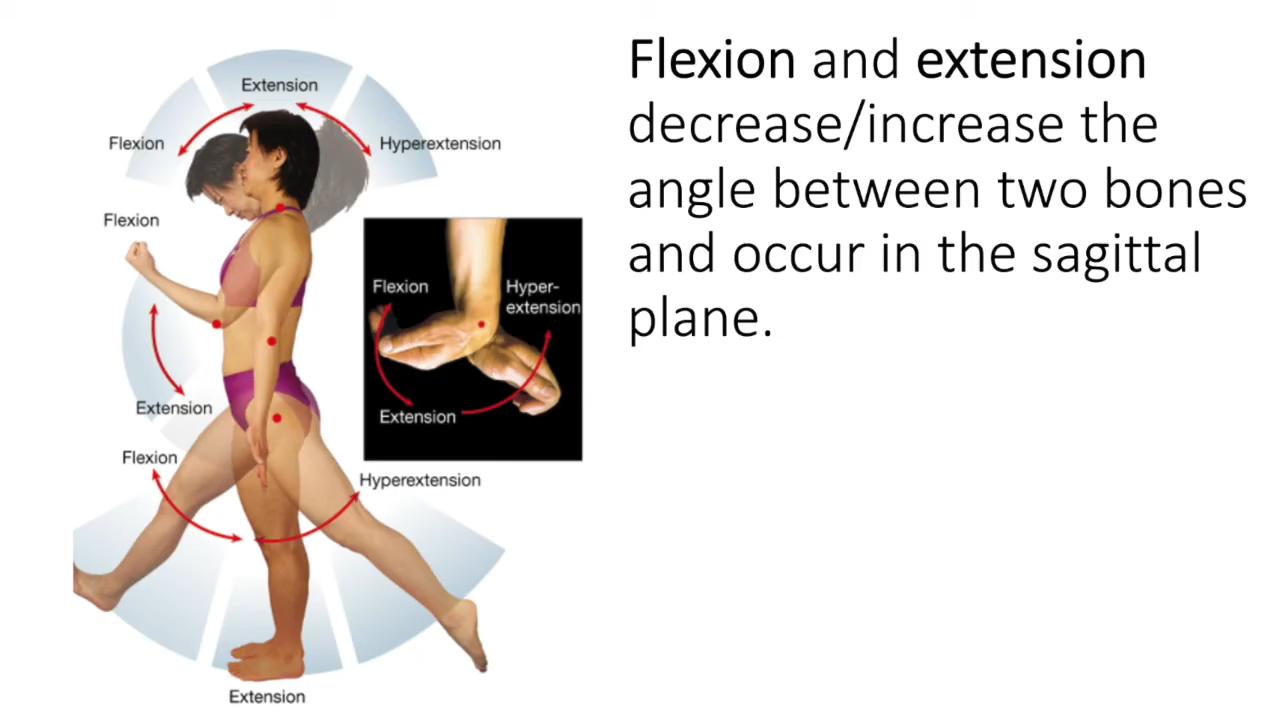 Flexion and extension
decrease/increase the
angle between two bones
and occur in the sagittal
plane.
Extension
Flexion
Hyperextension
Flexion
Extension
Flexion
Hyper-
extension
Extension
Flexion
Hyperextension
Extension